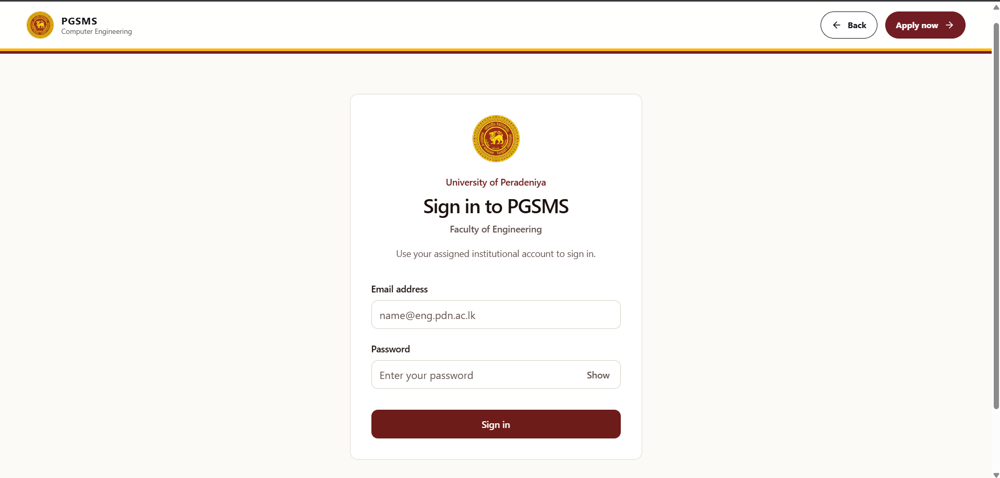 PGSMS
Computer Engineering
Back
Apply now
University of Peradeniya
Sign in to PGSMS
Faculty of Engineering
Use your assigned institutional account to sign in.
Email address
name@eng.pdn.ac.lk
Password
Enter your password
Show
Sign in